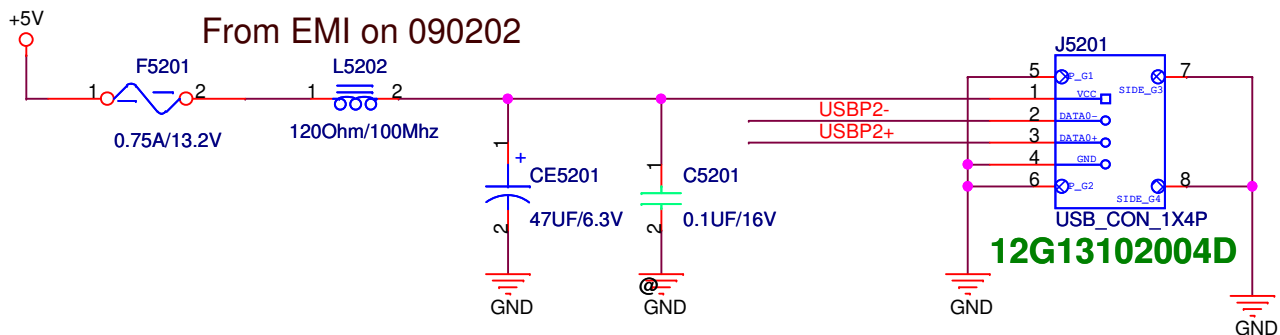 +5V
From EMI on 090202
F5201
1
2
0.75A/13.2V
L5202
1
2
120Ohm/100Mhz
1
+
CE5201
47UF/6.3V
2
GND
1
C5201
0.1UF/16V
2
@
GND
USBP2-
USBP2+
J5201
5
P_G1
7
SIDE_G3
1
VCC
2
DATA0-
3
DATA0+
4
GND
6
P_G2
8
SIDE_G4
USB_CON_1X4P
12G13102004D
GND
GND